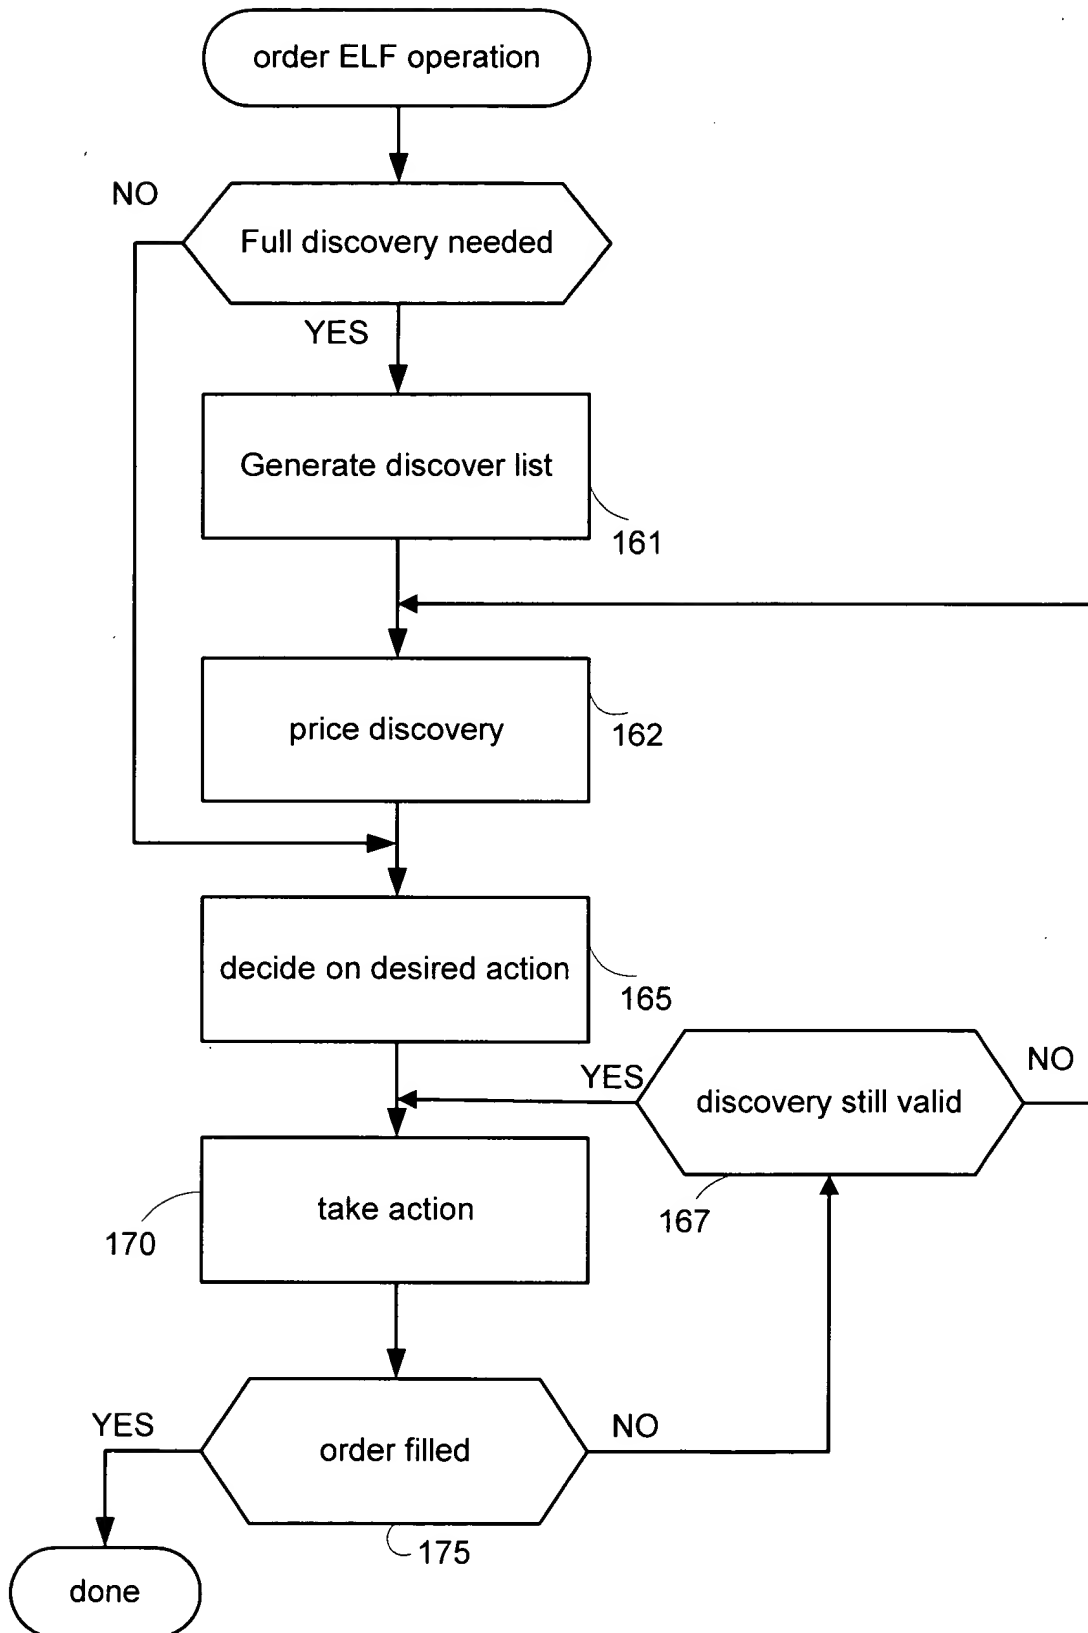 order ELF operation
NO
Full discovery needed
YES
Generate discover list
161
price discovery
162
decide on desired action
165
YES
discovery still valid
NO
take action
170
167
YES
order filled
NO
175
done